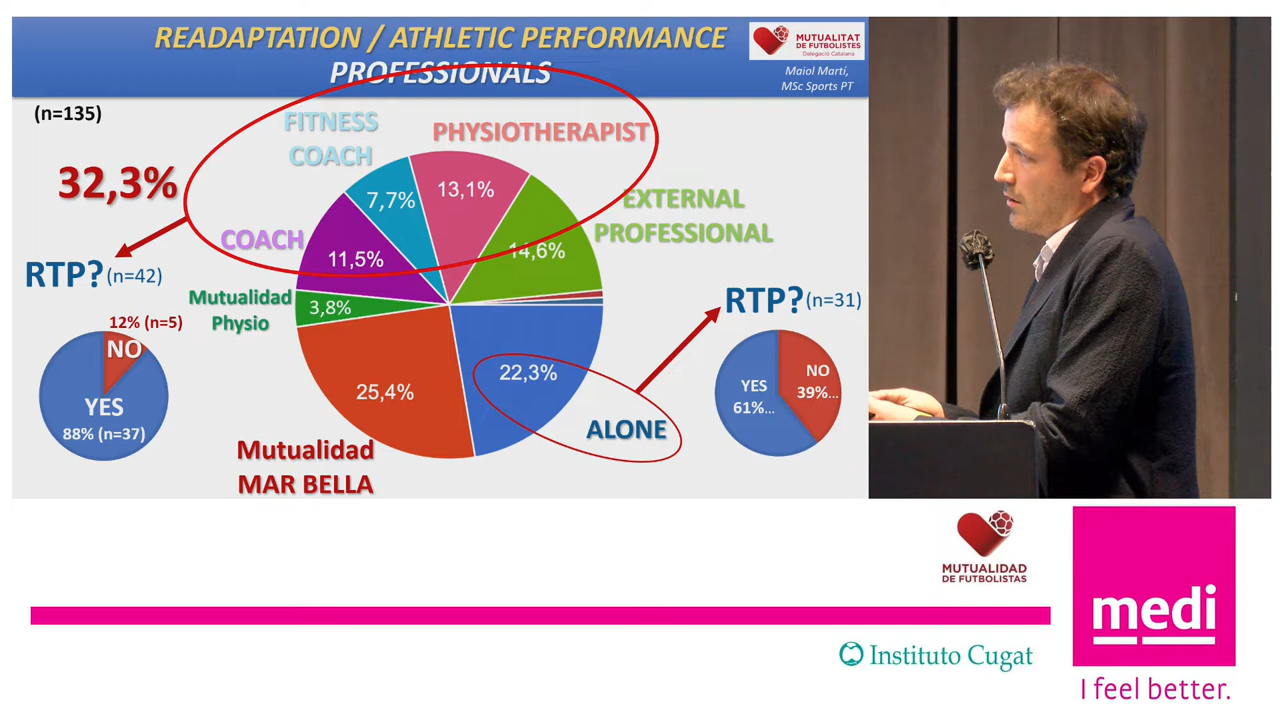 READAPTATION / ATHLETIC PERFORMANCE
PROFESSIONALS
MUTUALITAT
DE FUTBOLISTES
Delegació Catalana
Maiol Martí,
MSc Sports PT
(n=135)
32,3%
FITNESS
COACH
PHYSIOTHERAPIST
EXTERNAL
PROFESSIONAL
COACH
7,7%
13,1%
14,6%
11,5%
RTP? (n=42)
Mutualidad
Physio
3,8%
RTP? (n=31)
12% (n=5)
NO
YES
88% (n=37)
25,4%
22,3%
ALONE
NO
39%...
YES
61%...
Mutualidad
MAR BELLA
MUTUALIDAD
DE FUTBOLISTAS
medi
Instituto Cugat
I feel better.